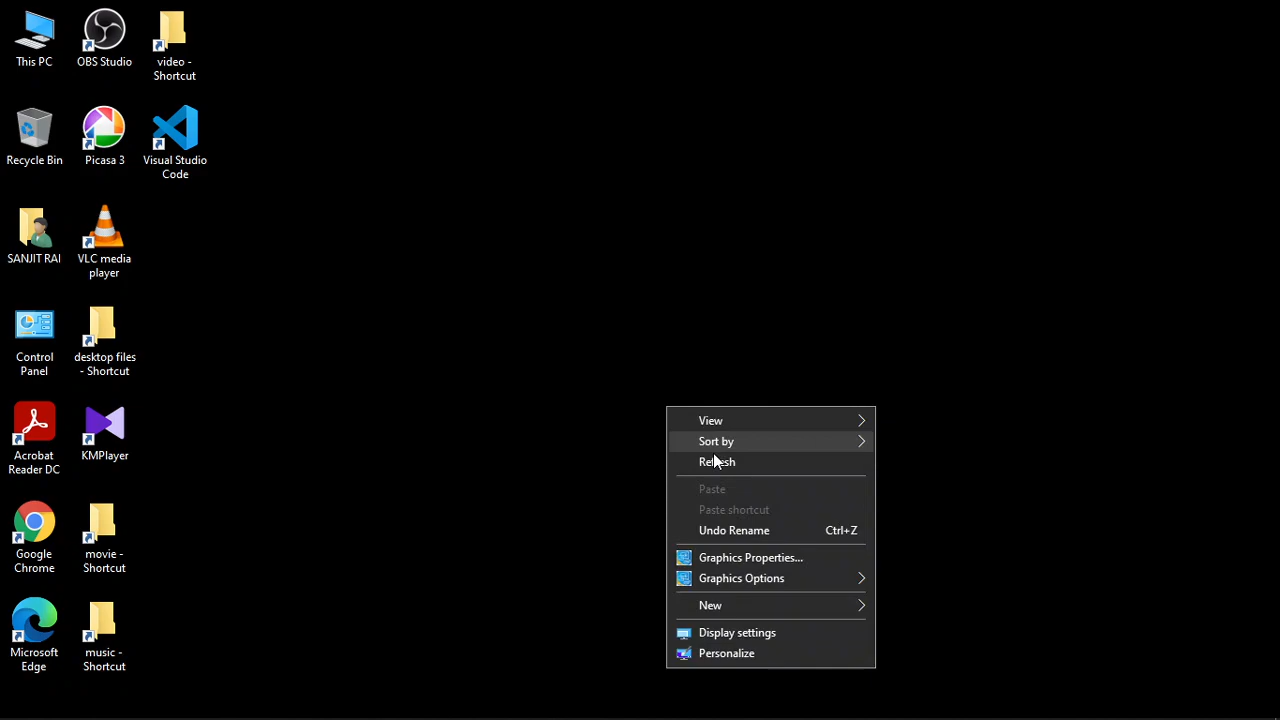 This PC
OBS Studio
video -
Shortcut
Recycle Bin
Picasa 3
Visual Studio
Code
SANJIT RAI
VLC media
player
Control
Panel
desktop files
- Shortcut
Acrobat
Reader DC
KMPlayer
Google
Chrome
movie -
Shortcut
Microsoft
Edge
music -
Shortcut
View
Sort by
Refresh
Paste
Paste shortcut
Undo Rename Ctrl+Z
Graphics Properties...
Graphics Options
New
Display settings
Personalize